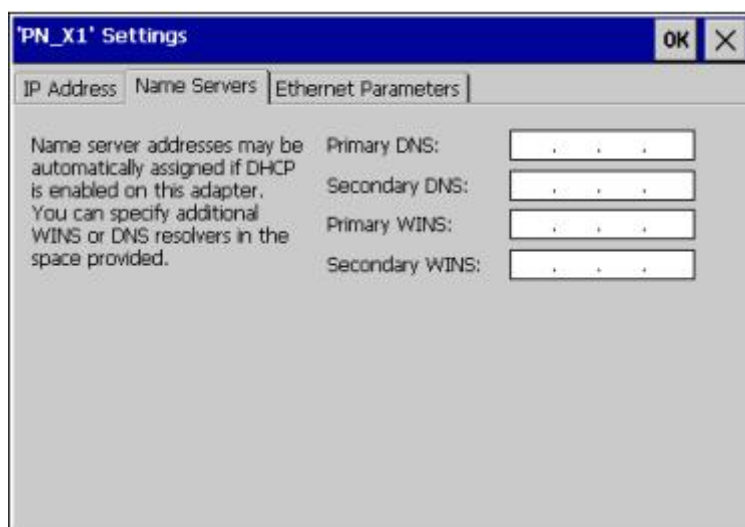 'PN_X1' Settings
OK
IP Address Name Servers Ethernet Parameters
Name server addresses may be
automatically assigned if DHCP
is enabled on this adapter.
You can specify additional
WINS or DNS resolvers in the
space provided.
Primary DNS: . . .
Secondary DNS: . . .
Primary WINS: . . .
Secondary WINS: . . .